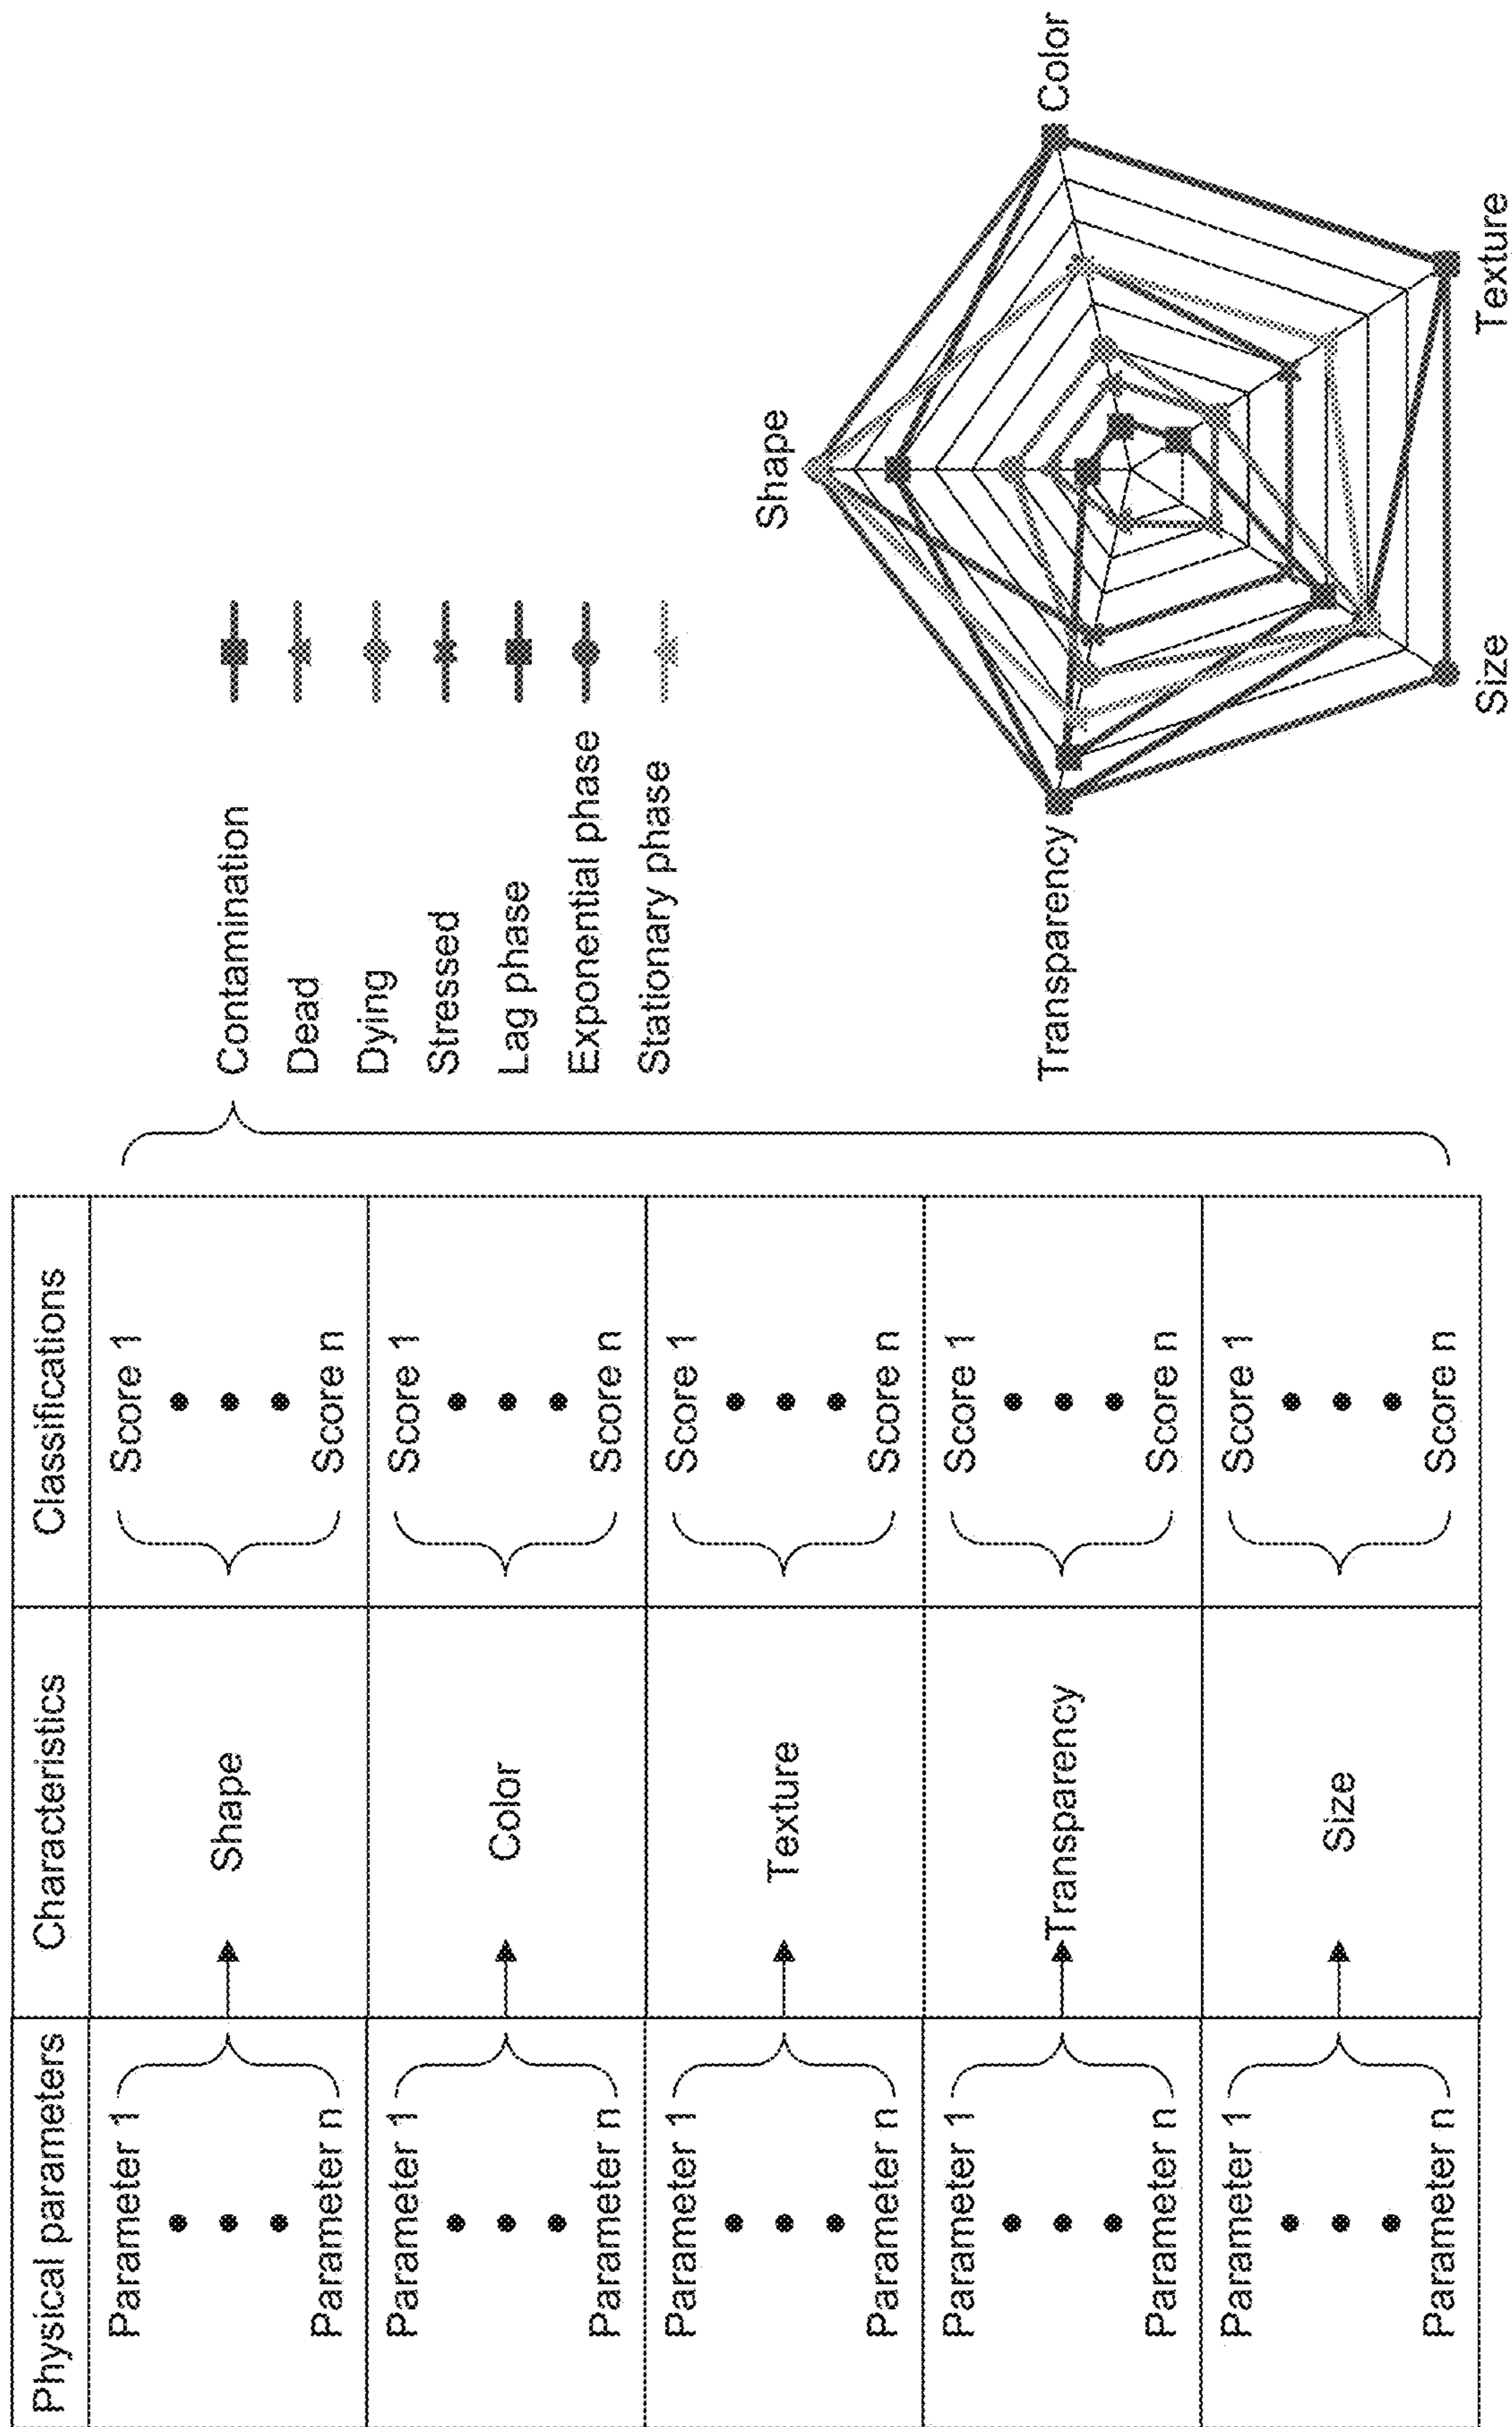 Physical parameters
Characteristics
Classifications
Parameter 1
Parameter n
Shape
Score 1
Score n
Parameter 1
Parameter n
Color
Score 1
Score n
Parameter 1
Parameter n
Texture
Score 1
Score n
Parameter 1
Parameter n
Transparency
Score 1
Score n
Parameter 1
Parameter n
Size
Score 1
Score n
Contamination
Dead
Dying
Stressed
Lag phase
Exponential phase
Stationary phase
Shape
Color
Texture
Size
Transparency